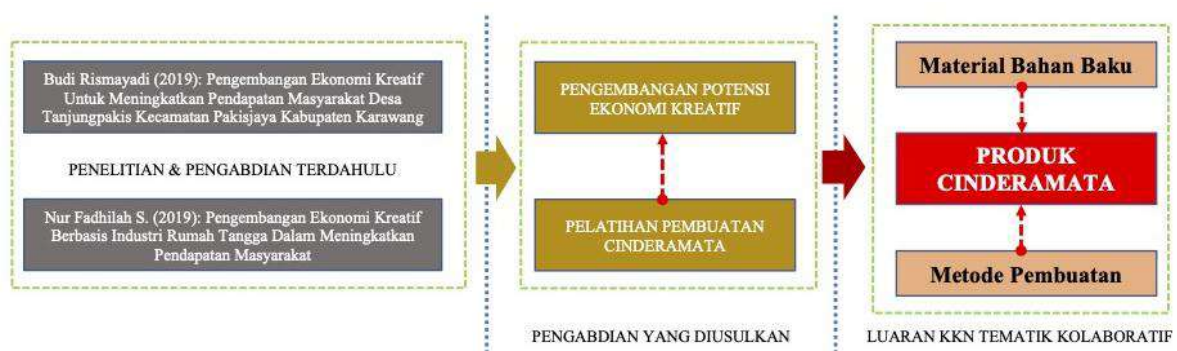 Budi Rismayadi (2019): Pengembangan Ekonomi Kreatif
Untuk Meningkatkan Pendapatan Masyarakat Desa
Tanjungpakis Kecamatan Pakisjaya Kabupaten Karawang
PENELITIAN & PENGABDIAN TERDAHULU
Nur Fadhilah S. (2019): Pengembangan Ekonomi Kreatif
Berbasis Industri Rumah Tangga Dalam Meningkatkan
Pendapatan Masyarakat
PENGEMBANGAN POTENSI
EKONOMI KREATIF
PELATIHAN PEMBUATAN
CINDERAMATA
PENGABDIAN YANG DIUSULKAN
Material Bahan Baku
PRODUK
CINDERAMATA
Metode Pembuatan
LUARAN KKN TEMATIK KOLABORATIF